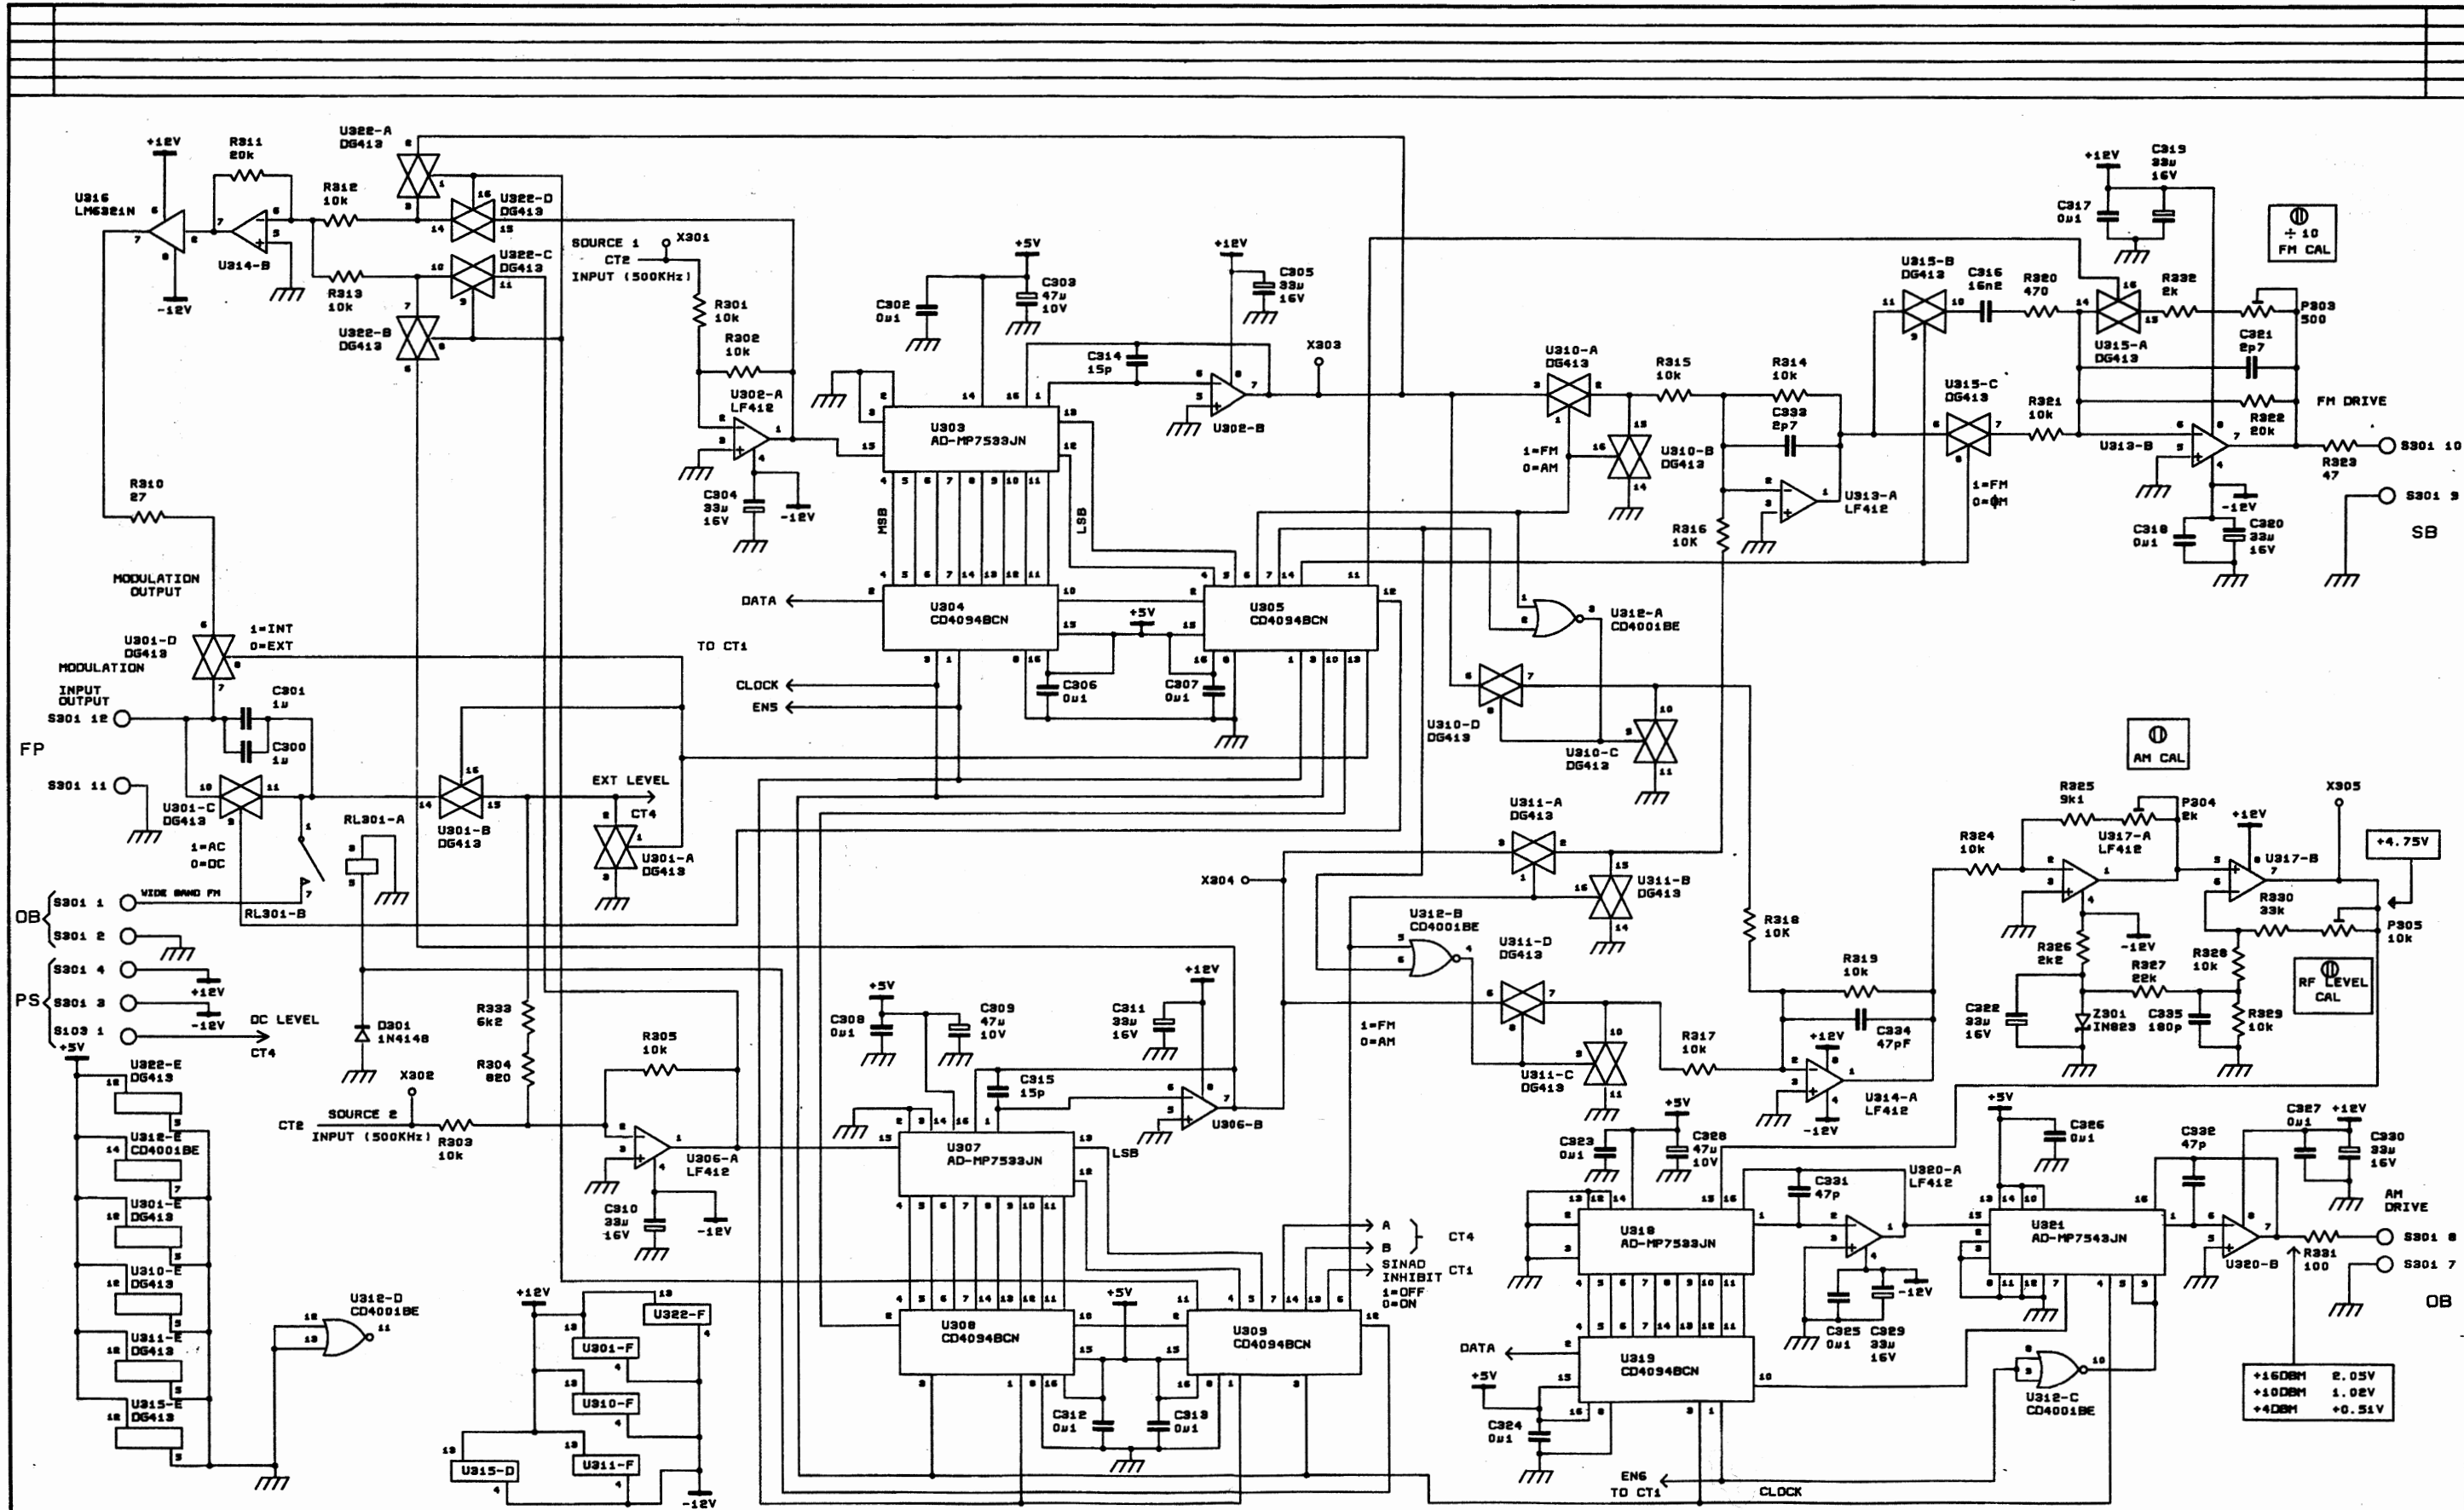 +12V
R311
20k
U322-A
DG413
U316
LM6321N
R312
10k
U322-D
DG413
U314-B
R313
10k
U322-C
DG413
U322-B
DG413
-12V
SOURCE 1
CT2
INPUT (500KHz)
X301
R301
10k
R302
10k
U302-A
LF412
C302
0µ1
+5V
C303
47µ
10V
C304
33µ
16V
-12V
U303
AD-MP7533JN
MSB
LSB
C314
15p
+12V
C305
33µ
16V
U302-B
X303
U304
CD4094BCN
U305
CD4094BCN
+5V
DATA
TO CT1
CLOCK
EN5
C306
0µ1
C307
0µ1
U310-A
DG413
1=FM
0=AM
U310-B
DG413
R315
10k
R314
10k
C333
2p7
U313-A
LF412
R316
10K
U312-A
CD4001BE
U310-D
DG413
U310-C
DG413
U315-B
DG413
C316
16n2
R320
470
U315-A
DG413
R332
2k
P303
500
C321
2p7
U315-C
DG413
R321
10k
R322
20k
1=FM
0=ϕM
U313-B
+12V
C319
33µ
16V
C317
0µ1
÷ 10
FM CAL
FM DRIVE
R323
47
S301 10
S301 9
SB
C318
0µ1
-12V
C320
33µ
16V
R310
27
MODULATION
OUTPUT
U301-D
DG413
1=INT
0=EXT
MODULATION
INPUT
OUTPUT
S301 12
FP
S301 11
C301
1µ
C300
1µ
U301-C
DG413
1=AC
0=DC
RL301-A
RL301-B
U301-B
DG413
EXT LEVEL
CT4
U301-A
DG413
OB
S301 1
WIDE BAND FM
S301 2
PS
S301 4
+12V
S301 3
-12V
S103 1
DC LEVEL
CT4
D301
1N4148
+5V
U322-E
DG413
U312-E
CD4001BE
U301-E
DG413
U310-E
DG413
U311-E
DG413
U315-E
DG413
X302
SOURCE 2
CT2
INPUT (500KHz)
R303
10k
R333
6k2
R304
820
R305
10k
U306-A
LF412
C310
33µ
16V
-12V
U312-D
CD4001BE
+12V
U322-F
U301-F
U310-F
U315-D
U311-F
-12V
C308
0µ1
+5V
C309
47µ
10V
C311
33µ
16V
+12V
C315
15p
U306-B
U307
AD-MP7533JN
LSB
U308
CD4094BCN
U309
CD4094BCN
+5V
C312
0µ1
C313
0µ1
A
B
CT4
SINAD
INHIBIT CT1
1=OFF
0=ON
X304
U311-A
DG413
U311-B
DG413
U312-B
CD4001BE
U311-D
DG413
1=FM
0=AM
U311-C
DG413
R318
10K
R317
10k
R319
10k
C334
47pF
+12V
U314-A
LF412
-12V
AM CAL
R324
10k
R325
9k1
P304
2k
U317-A
LF412
+12V
U317-B
X305
+4.75V
R330
33k
P305
10k
-12V
R326
2k2
R327
22k
R328
10k
RF LEVEL
CAL
C322
33µ
16V
Z301
IN823
C335
180p
R329
10k
C323
0µ1
+5V
C328
47µ
10V
U318
AD-MP7533JN
C331
47p
U320-A
LF412
U319
CD4094BCN
DATA
+5V
C324
0µ1
EN6
TO CT1
CLOCK
C325
0µ1
C329
33µ
16V
-12V
+5V
C326
0µ1
U321
AD-MP7543JN
C332
47p
C327
0µ1
+12V
C330
33µ
16V
U320-B
R331
100
AM
DRIVE
S301 8
S301 7
OB
U312-C
CD4001BE
+16DBM 2.05V
+10DBM 1.02V
+4DBM +0.51V